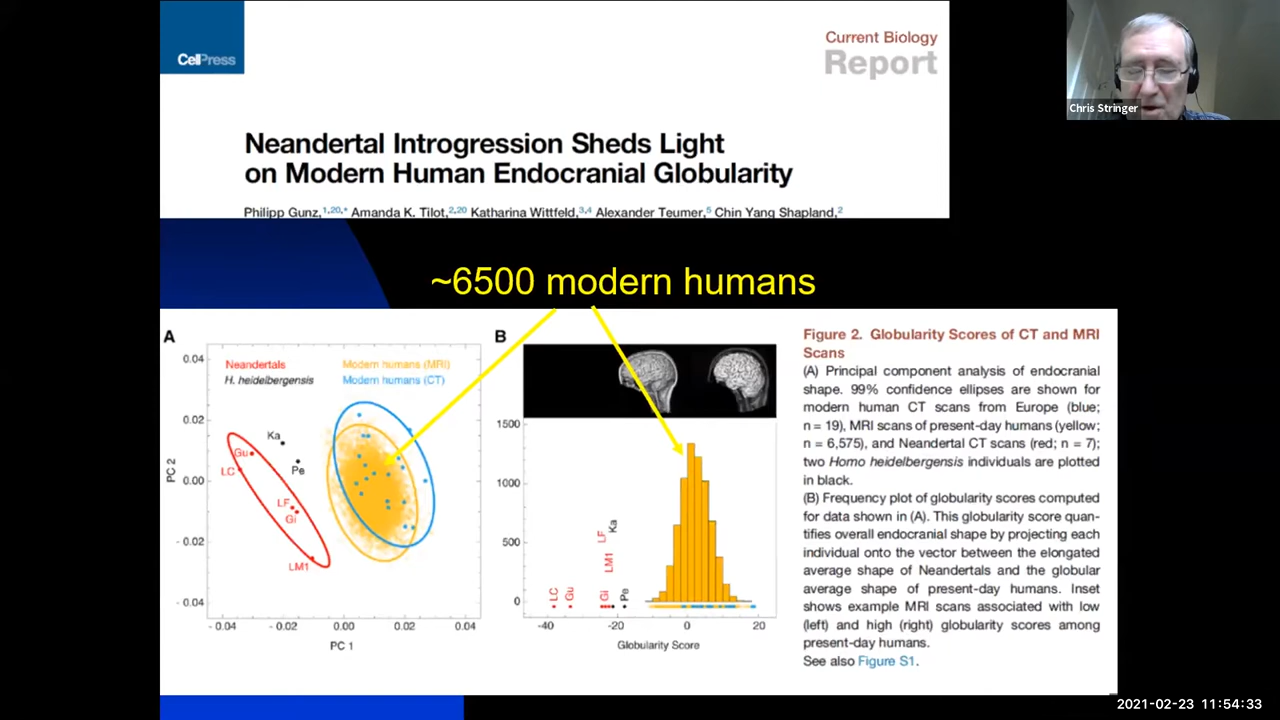 CellPress
Current Biology
Report
Chris Stringer
Neandertal Introgression Sheds Light
on Modern Human Endocranial Globularity
Philipp Gunz,1,20,* Amanda K. Tilot,2,20 Katharina Wittfeld,3,4 Alexander Teumer,5 Chin Yang Shapland,2
~6500 modern humans
A
Neandertals
H. heidelbergensis
Modern humans (MRI)
Modern humans (CT)
0.04
0.02
0.00
- 0.02
- 0.04
PC 2
Ka
Pe
Gu
LC
LF
Gi
LM1
- 0.04
- 0.02
0.00
0.02
0.04
PC 1
B
1500
1000
500
0
LC
Gu
Gi
LF
LM1
Ka
Pe
-40
-20
0
20
Globularity Score
Figure 2. Globularity Scores of CT and MRI
Scans
(A) Principal component analysis of endocranial
shape. 99% confidence ellipses are shown for
modern human CT scans from Europe (blue;
n = 19), MRI scans of present-day humans (yellow;
n = 6,575), and Neandertal CT scans (red; n = 7);
two Homo heidelbergensis individuals are plotted
in black.
(B) Frequency plot of globularity scores computed
for data shown in (A). This globularity score quan-
tifies overall endocranial shape by projecting each
individual onto the vector between the elongated
average shape of Neandertals and the globular
average shape of present-day humans. Inset
shows example MRI scans associated with low
(left) and high (right) globularity scores among
present-day humans.
See also Figure S1.
2021-02-23 11:54:33